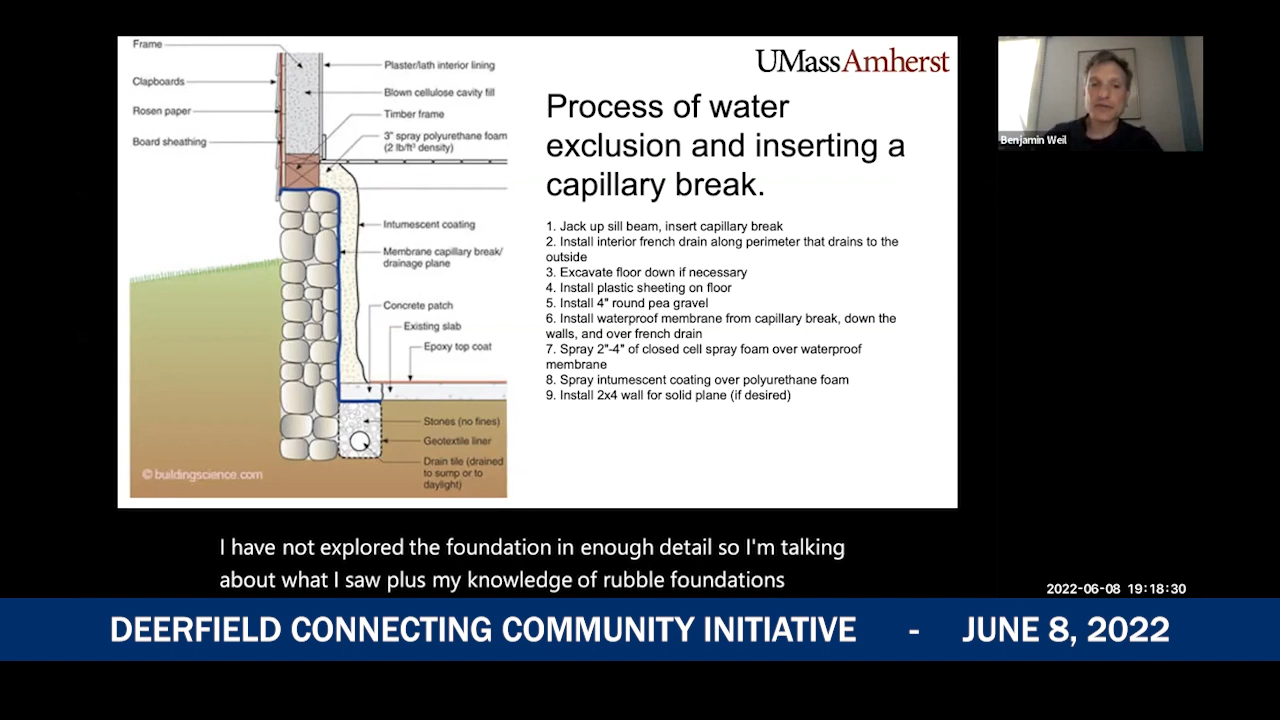 Frame
Clapboards
Rosen paper
Board sheathing
Plaster/lath interior lining
Blown cellulose cavity fill
Timber frame
3" spray polyurethane foam
(2 lb/ft³ density)
Intumescent coating
Membrane capillary break/
drainage plane
Concrete patch
Existing slab
Epoxy top coat
Stones (no fines)
Geotextile liner
Drain tile (drained
to sump or to
daylight)
© buildingscience.com
UMassAmherst
Process of water
exclusion and inserting a
capillary break.
1. Jack up sill beam, insert capillary break
2. Install interior french drain along perimeter that drains to the
outside
3. Excavate floor down if necessary
4. Install plastic sheeting on floor
5. Install 4" round pea gravel
6. Install waterproof membrane from capillary break, down the
walls, and over french drain
7. Spray 2"-4" of closed cell spray foam over waterproof
membrane
8. Spray intumescent coating over polyurethane foam
9. Install 2x4 wall for solid plane (if desired)
Benjamin Weil
I have not explored the foundation in enough detail so I'm talking
about what I saw plus my knowledge of rubble foundations
2022-06-08 19:18:30
DEERFIELD CONNECTING COMMUNITY INITIATIVE - JUNE 8, 2022